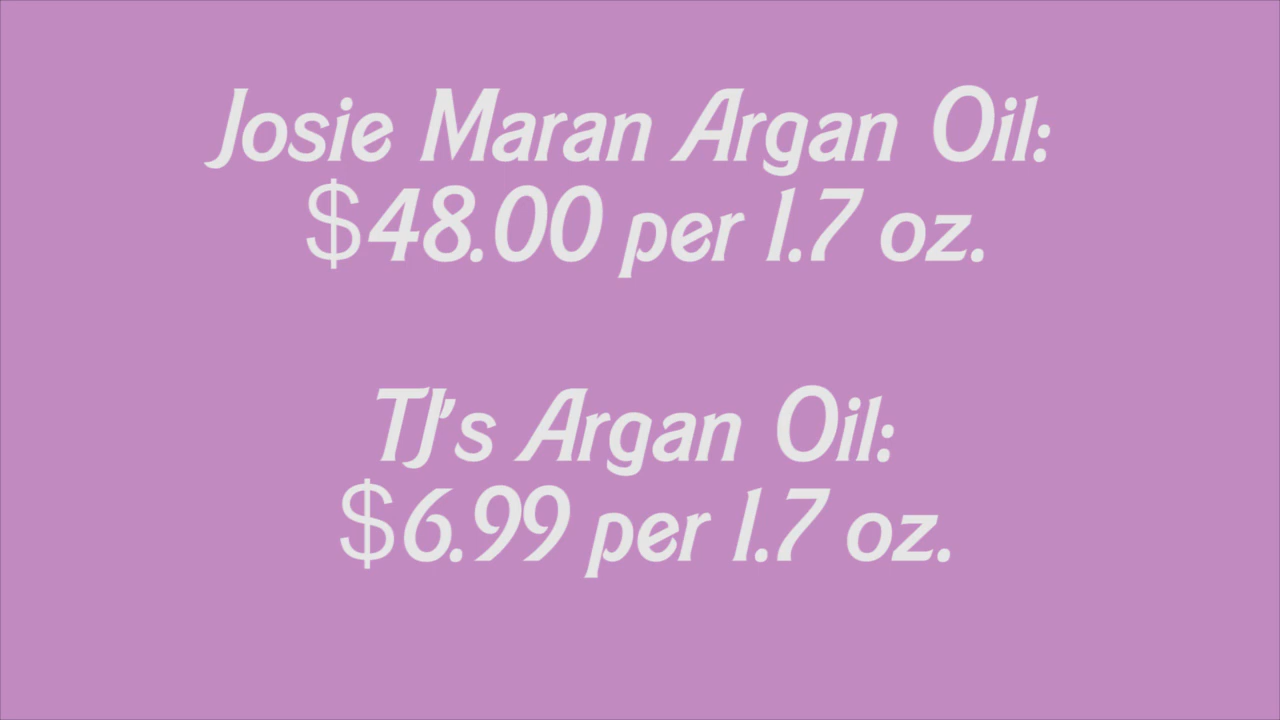 Josie Maran Argan Oil:
$48.00 per 1.7 oz.
TJ's Argan Oil:
$6.99 per 1.7 oz.